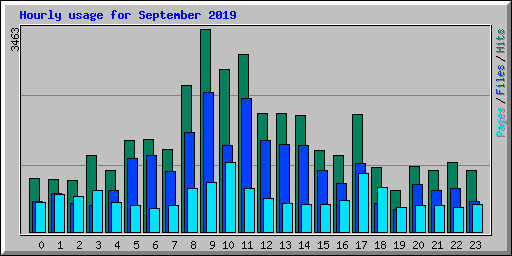 Hourly usage for September 2019
3463
Pages / Files / Hits
0 1 2 3 4 5 6 7 8 9 10 11 12 13 14 15 16 17 18 19 20 21 22 23